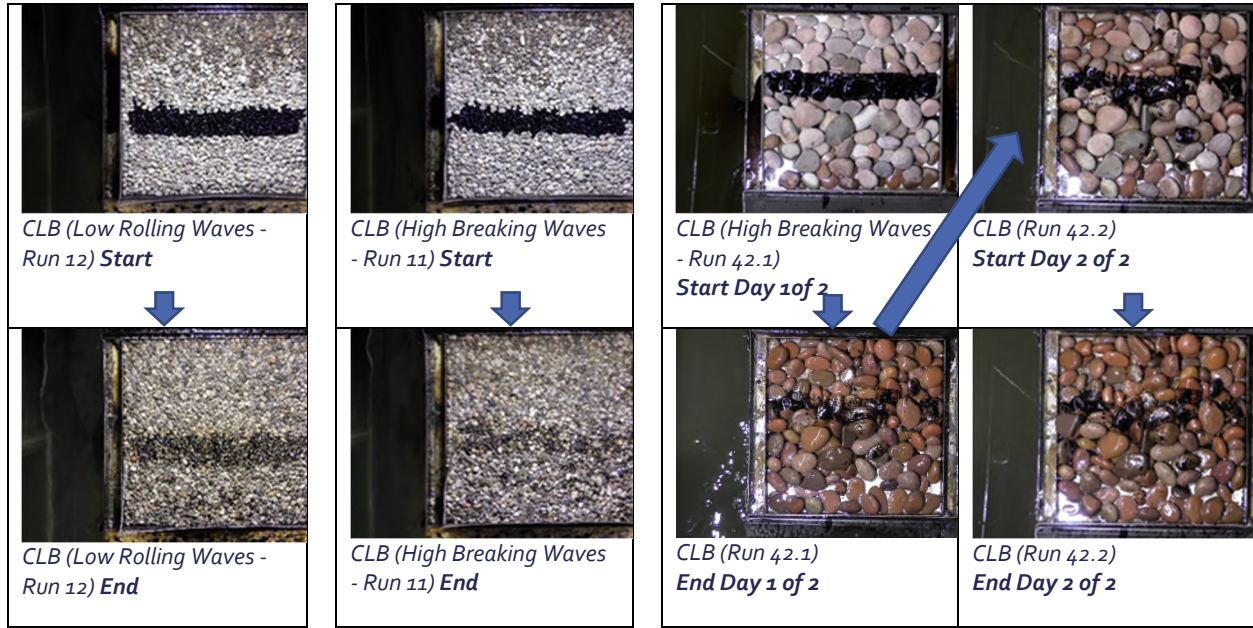 CLB (Low Rolling Waves -
Run 12) Start
CLB (High Breaking Waves
- Run 11) Start
CLB (High Breaking Waves
- Run 42.1)
Start Day 1of 2
CLB (Run 42.2)
Start Day 2 of 2
CLB (Low Rolling Waves -
Run 12) End
CLB (High Breaking Waves
- Run 11) End
CLB (Run 42.1)
End Day 1 of 2
CLB (Run 42.2)
End Day 2 of 2